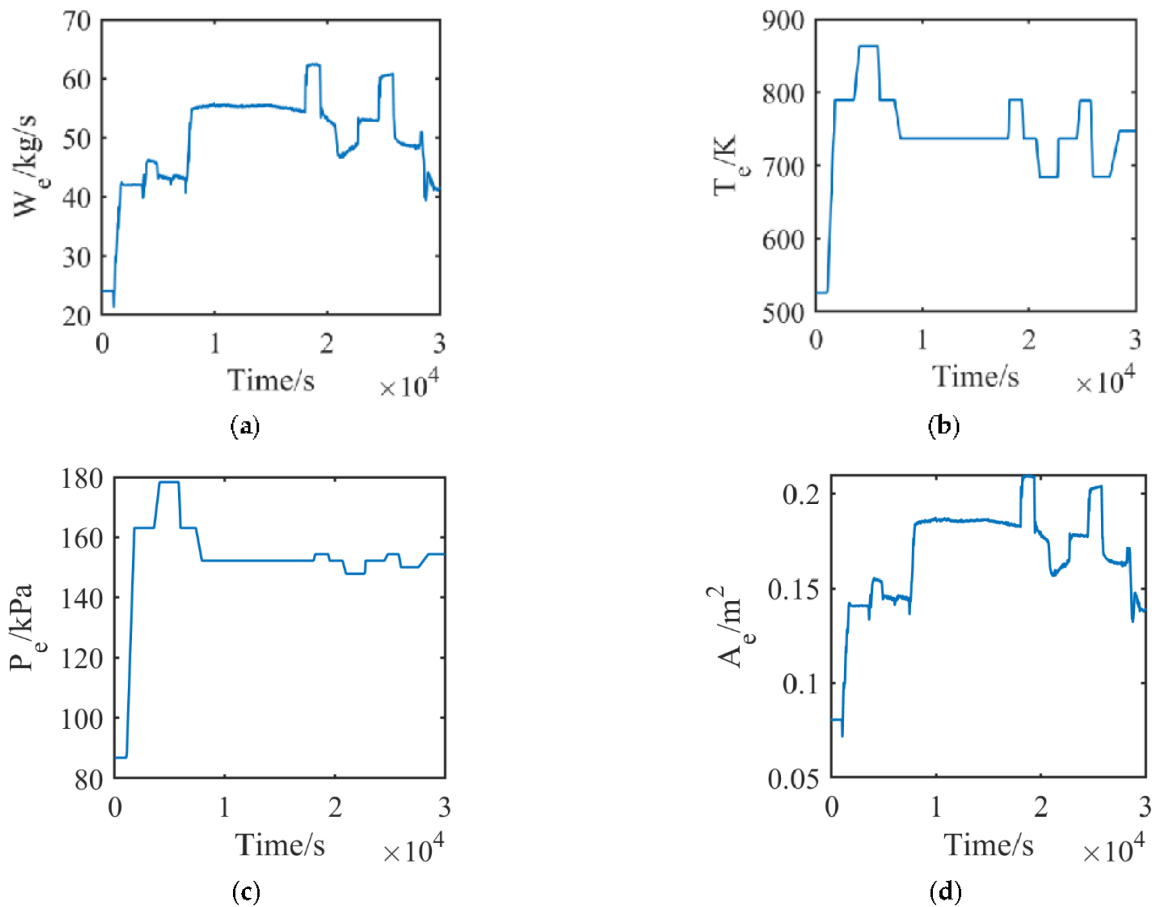 70
60
50
40
30
20
W_e/kg/s
0 1 2 3
Time/s ×10^4
(a)
900
800
700
600
500
T_e/K
0 1 2 3
Time/s ×10^4
(b)
180
160
140
120
100
80
P_e/kPa
0 1 2 3
Time/s ×10^4
(c)
0.2
0.15
0.1
0.05
A_e/m^2
0 1 2 3
Time/s ×10^4
(d)